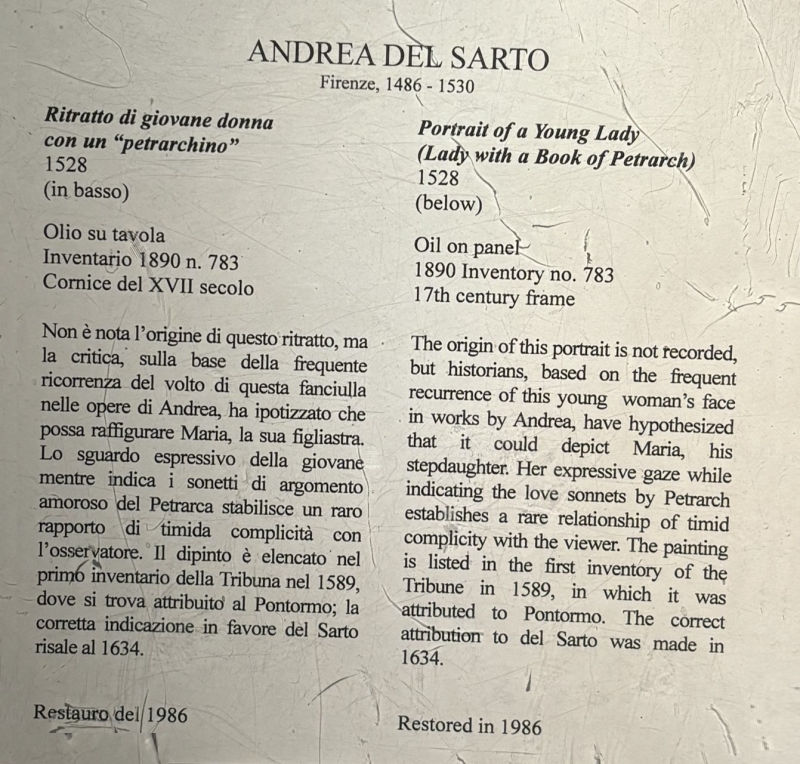 ANDREA DEL SARTO
Firenze, 1486 - 1530
Ritratto di giovane donna
con un “petrarchino”
1528
(in basso)
Olio su tavola
Inventario 1890 n. 783
Cornice del XVII secolo
Non è nota l’origine di questo ritratto, ma
la critica, sulla base della frequente
ricorrenza del volto di questa fanciulla
nelle opere di Andrea, ha ipotizzato che
possa raffigurare Maria, la sua figliastra.
Lo sguardo espressivo della giovane
mentre indica i sonetti di argomento
amoroso del Petrarca stabilisce un raro
rapporto di timida complicità con
l’osservatore. Il dipinto è elencato nel
primo inventario della Tribuna nel 1589,
dove si trova attribuito al Pontormo; la
corretta indicazione in favore del Sarto
risale al 1634.
Restauro del 1986
Portrait of a Young Lady
(Lady with a Book of Petrarch)
1528
(below)
Oil on panel
1890 Inventory no. 783
17th century frame
The origin of this portrait is not recorded,
but historians, based on the frequent
recurrence of this young woman’s face
in works by Andrea, have hypothesized
that it could depict Maria, his
stepdaughter. Her expressive gaze while
indicating the love sonnets by Petrarch
establishes a rare relationship of timid
complicity with the viewer. The painting
is listed in the first inventory of the
Tribune in 1589, in which it was
attributed to Pontormo. The correct
attribution to del Sarto was made in
1634.
Restored in 1986